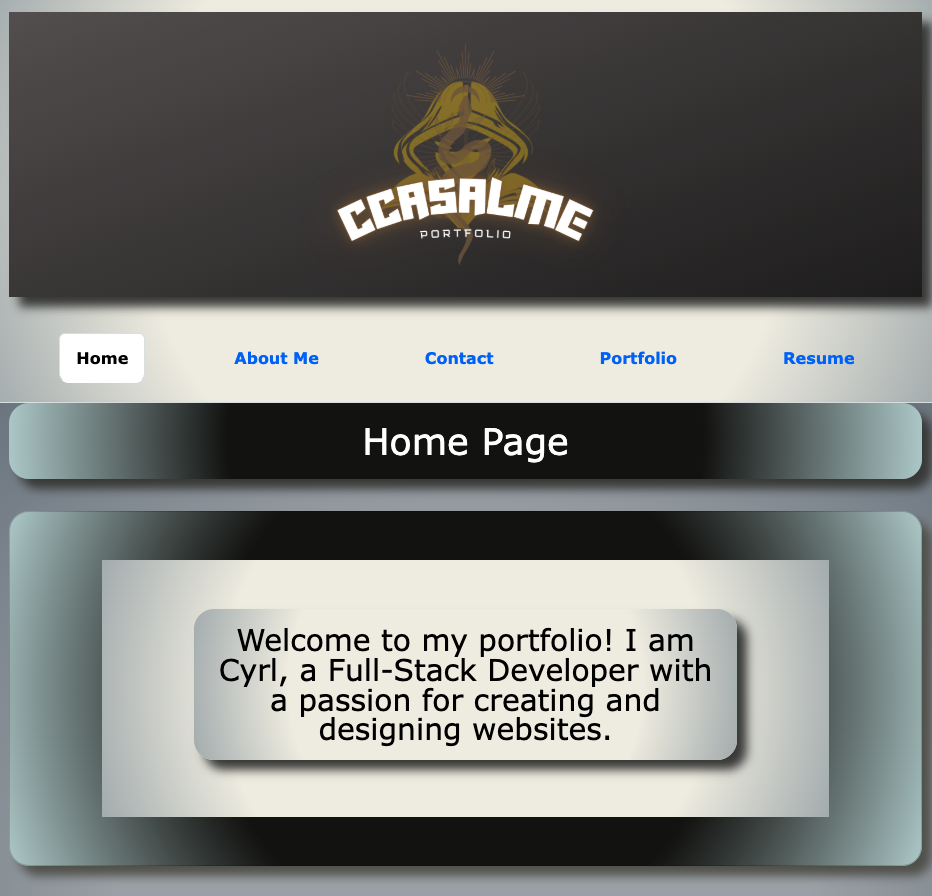 CCASALME
PORTFOLIO
Home About Me Contact Portfolio Resume
Home Page
Welcome to my portfolio! I am
Cyrl, a Full-Stack Developer with
a passion for creating and
designing websites.